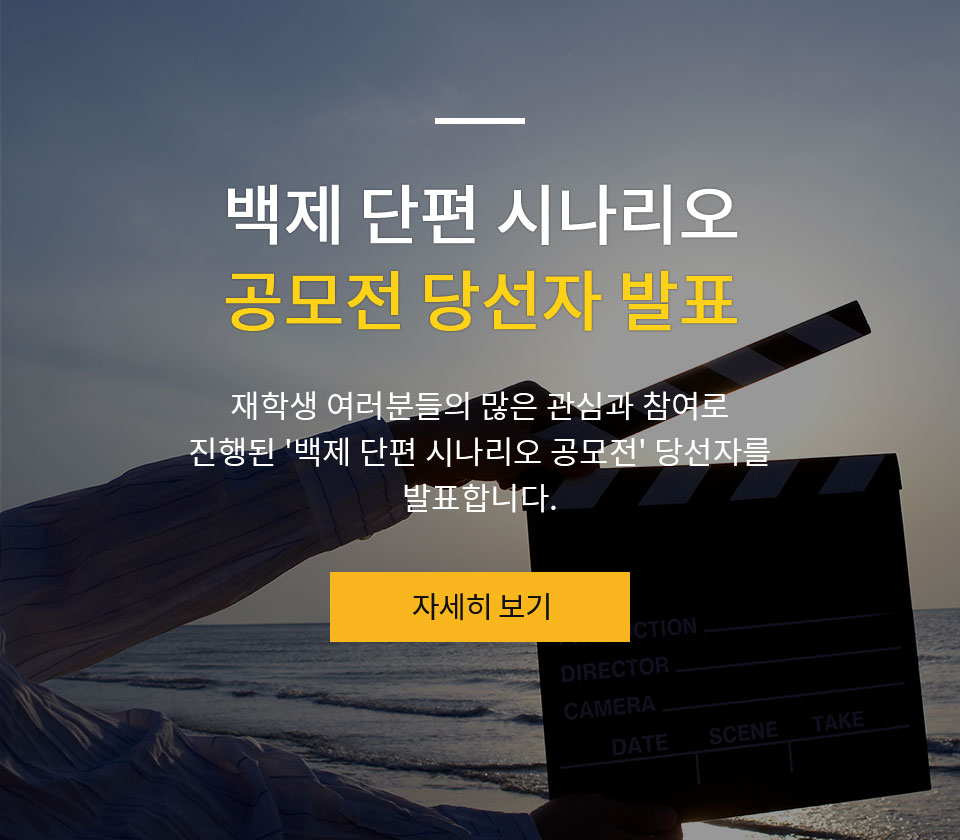 백제 단편 시나리오
공모전 당선자 발표
재학생 여러분들의 많은 관심과 참여로
진행된 '백제 단편 시나리오 공모전' 당선자를
발표합니다.
자세히 보기
DIRECTOR
CAMERA
DATE SCENE TAKE